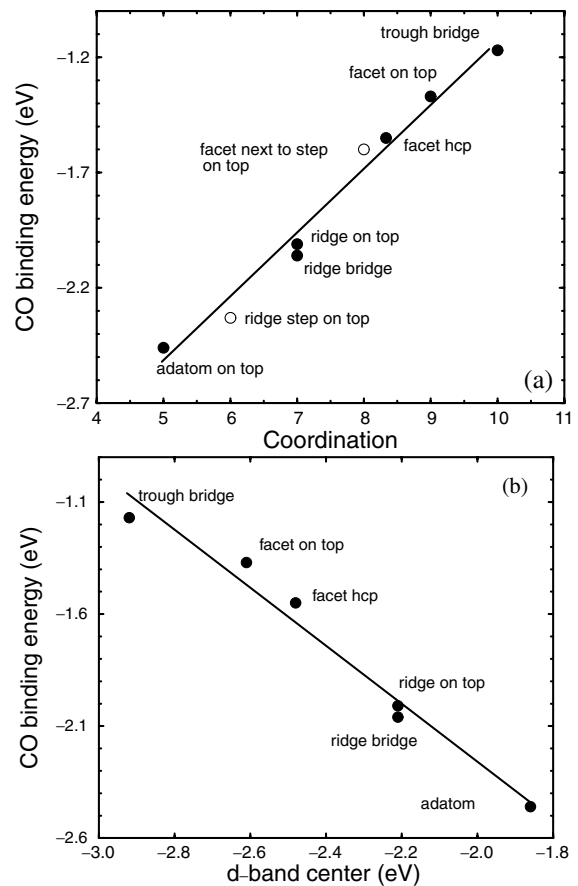 (a)
trough bridge
facet on top
facet next to step
on top
facet hcp
ridge on top
ridge bridge
ridge step on top
adatom on top
CO binding energy (eV)
−1.2
−1.7
−2.2
−2.7
4 5 6 7 8 9 10 11
Coordination
(b)
trough bridge
facet on top
facet hcp
ridge on top
ridge bridge
adatom
CO binding energy (eV)
−1.1
−1.6
−2.1
−2.6
−3.0 −2.8 −2.6 −2.4 −2.2 −2.0 −1.8
d−band center (eV)